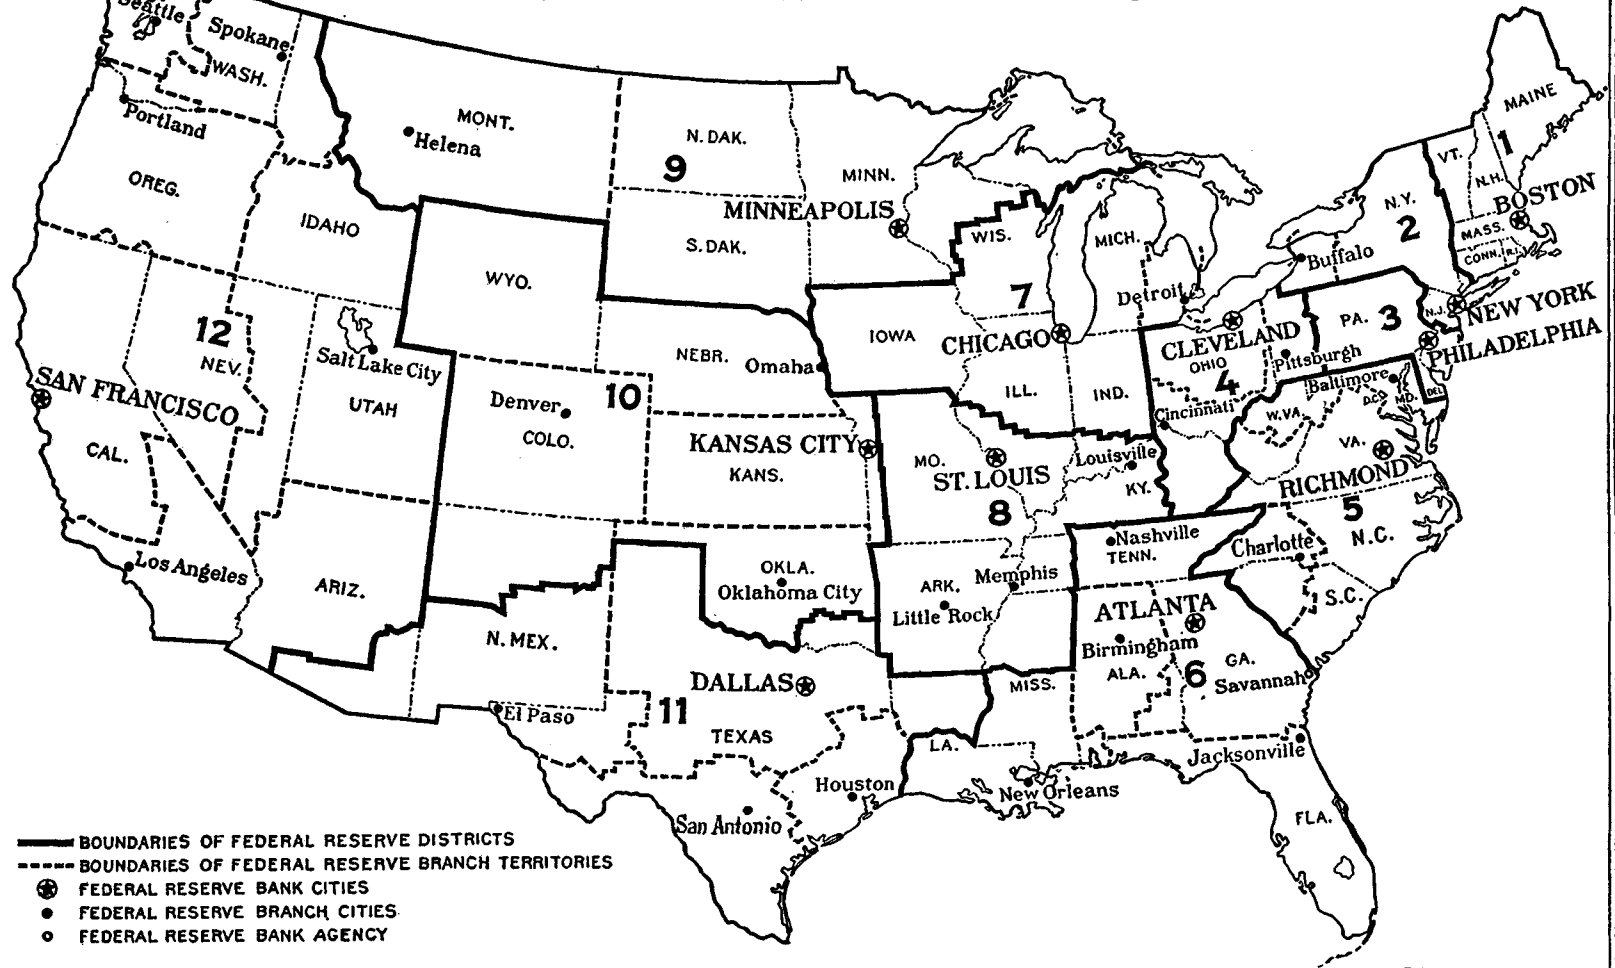 Seattle
Spokane
WASH.
Portland
OREG.
MONT.
Helena
IDAHO
N. DAK.
9
MINN.
MINNEAPOLIS
S. DAK.
WYO.
WIS.
MICH.
7
Detroit
MAINE
1
VT.
N.H.
BOSTON
MASS.
CONN.
R.I.
N.Y.
2
Buffalo
12
NEV.
Salt Lake City
UTAH
SAN FRANCISCO
CAL.
Los Angeles
ARIZ.
NEBR.
Omaha
IOWA
CHICAGO
ILL.
IND.
CLEVELAND
OHIO
4
Cincinnati
Pittsburgh
PA.
3
N.J.
NEW YORK
PHILADELPHIA
Baltimore
D.C.
MD.
DEL.
W.VA.
VA.
RICHMOND
5
10
Denver
COLO.
KANSAS CITY
KANS.
MO.
ST. LOUIS
8
Louisville
KY.
Nashville
TENN.
Charlotte
N.C.
S.C.
OKLA.
Oklahoma City
ARK.
Memphis
Little Rock
ATLANTA
Birmingham
ALA.
6
GA.
Savannah
N. MEX.
El Paso
DALLAS
11
TEXAS
MISS.
LA.
New Orleans
Jacksonville
Houston
San Antonio
FLA.
BOUNDARIES OF FEDERAL RESERVE DISTRICTS
BOUNDARIES OF FEDERAL RESERVE BRANCH TERRITORIES
FEDERAL RESERVE BANK CITIES
FEDERAL RESERVE BRANCH CITIES
FEDERAL RESERVE BANK AGENCY